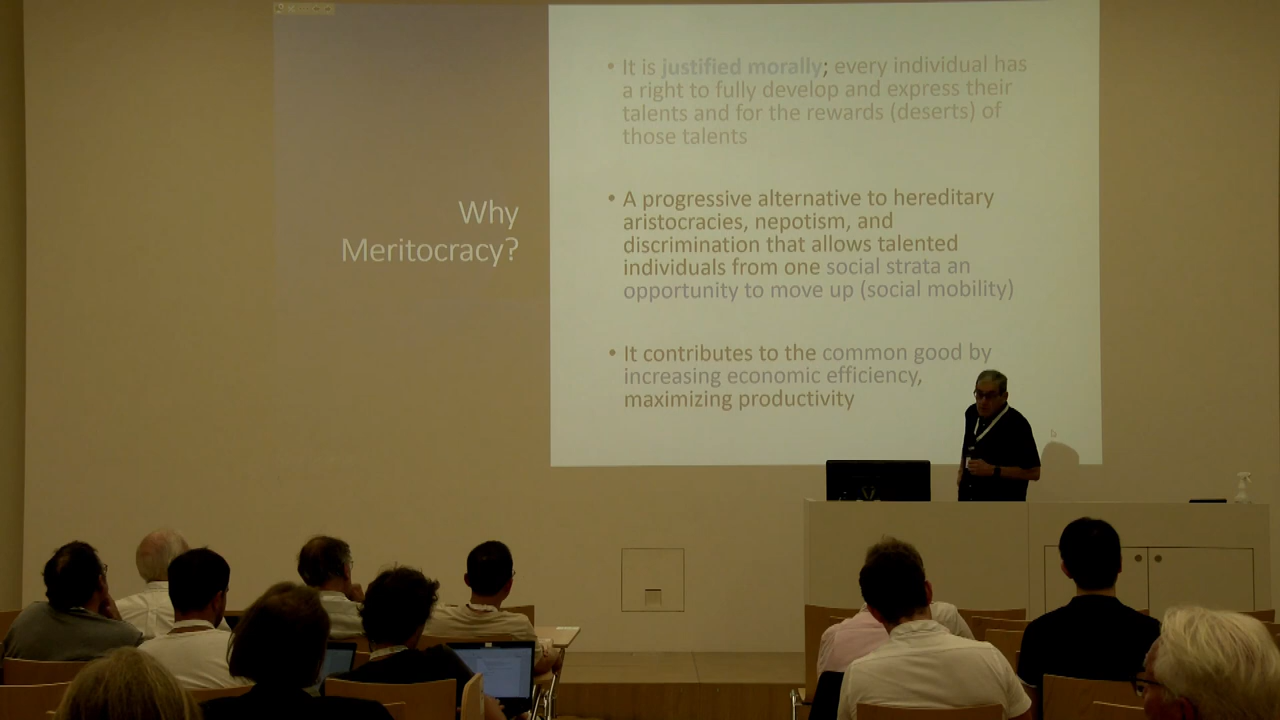 Why
Meritocracy?
• It is justified morally; every individual has
a right to fully develop and express their
talents and for the rewards (deserts) of
those talents
• A progressive alternative to hereditary
aristocracies, nepotism, and
discrimination that allows talented
individuals from one social strata an
opportunity to move up (social mobility)
• It contributes to the common good by
increasing economic efficiency,
maximizing productivity